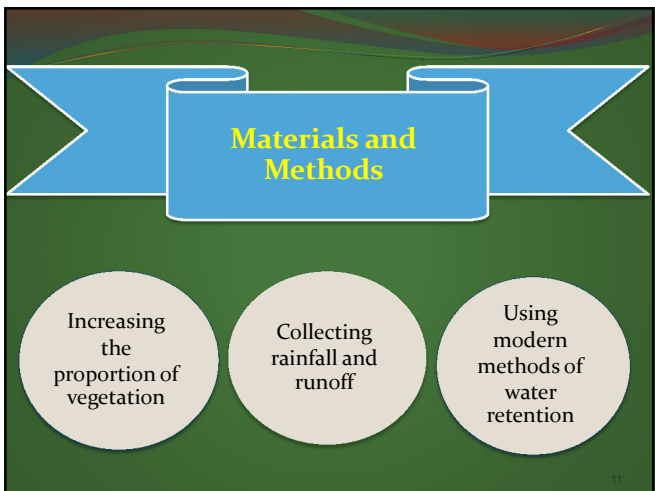 Materials and
Methods
Increasing
the
proportion of
vegetation
Collecting
rainfall and
runoff
Using
modern
methods of
water
retention
11